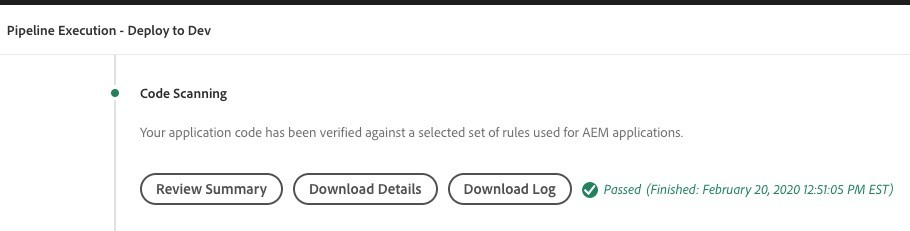 Pipeline Execution - Deploy to Dev
Code Scanning
Your application code has been verified against a selected set of rules used for AEM applications.
Review Summary Download Details Download Log Passed (Finished: February 20, 2020 12:51:05 PM EST)